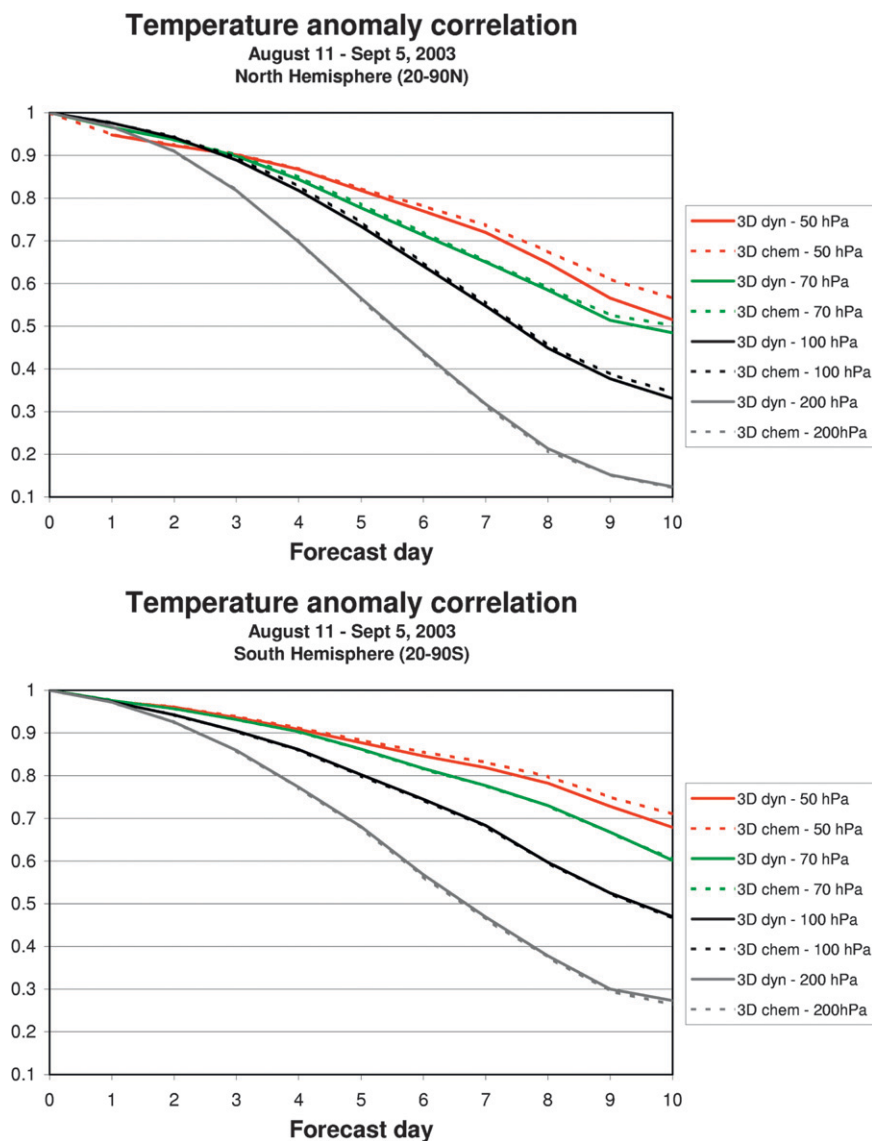 Temperature anomaly correlation
August 11 - Sept 5, 2003
North Hemisphere (20-90N)
1
0.9
0.8
0.7
0.6
0.5
0.4
0.3
0.2
0.1
0 1 2 3 4 5 6 7 8 9 10
Forecast day
3D dyn - 50 hPa
3D chem - 50 hPa
3D dyn - 70 hPa
3D chem - 70 hPa
3D dyn - 100 hPa
3D chem - 100 hPa
3D dyn - 200 hPa
3D chem - 200hPa
Temperature anomaly correlation
August 11 - Sept 5, 2003
South Hemisphere (20-90S)
1
0.9
0.8
0.7
0.6
0.5
0.4
0.3
0.2
0.1
0 1 2 3 4 5 6 7 8 9 10
Forecast day
3D dyn - 50 hPa
3D chem - 50 hPa
3D dyn - 70 hPa
3D chem - 70 hPa
3D dyn - 100 hPa
3D chem - 100 hPa
3D dyn - 200 hPa
3D chem - 200hPa